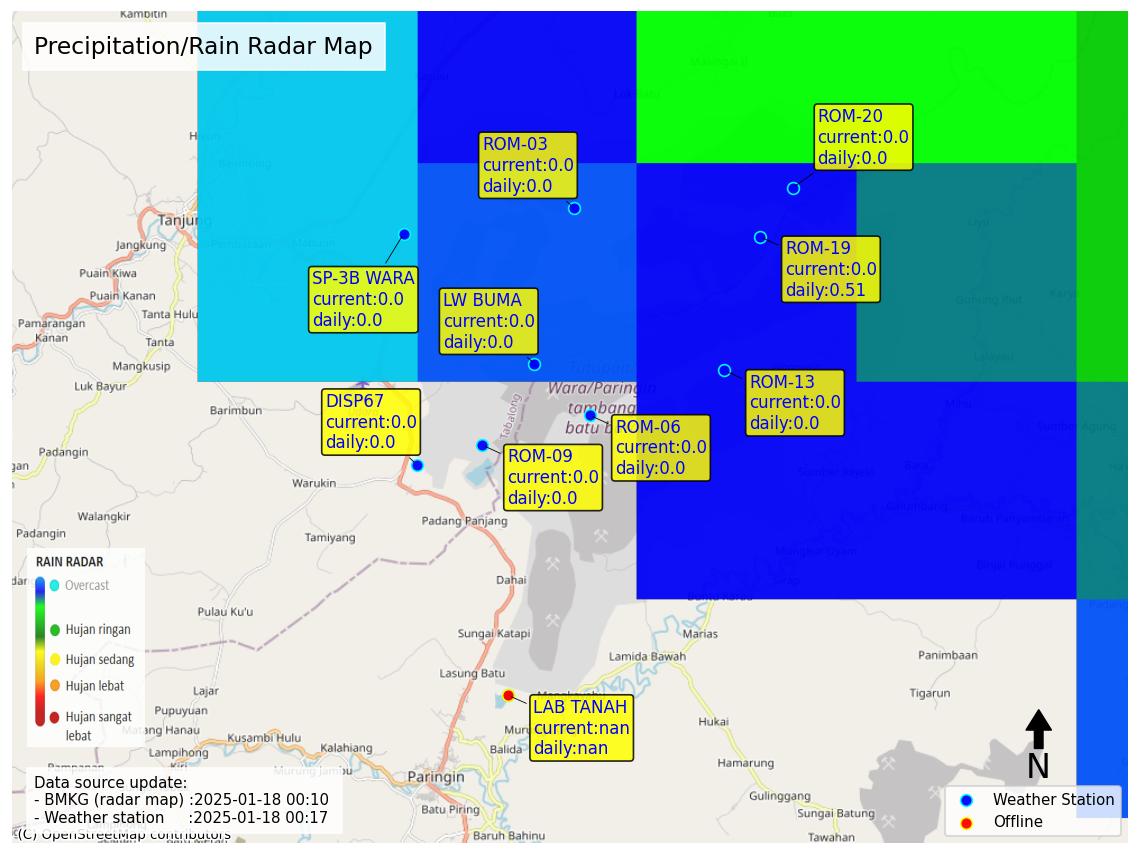 Kambitin
Precipitation/Rain Radar Map
ROM-20
current:0.0
daily:0.0
ROM-03
current:0.0
daily:0.0
Tanjung
Jangkung
ROM-19
current:0.0
daily:0.51
SP-3B WARA
current:0.0
daily:0.0
Puain Kiwa
Puain Kanan
LW BUMA
current:0.0
daily:0.0
Tanta Hulu
Pamarangan
Kanan
Tanta
Mangkusip
Luk Bayur
Wara/Paringin
tambang
ROM-13
current:0.0
daily:0.0
DISP67
current:0.0
daily:0.0
Tabalong
Barimbun
ROM-06
current:0.0
daily:0.0
ROM-09
current:0.0
daily:0.0
Padangin
Warukin
Walangkir
Padangin
Padang Panjang
Tamiyang
RAIN RADAR
Overcast
Hujan ringan
Hujan sedang
Hujan lebat
Hujan sangat
lebat
Dahai
Pulau Ku'u
Sungai Katapi
Marias
Lamida Bawah
Panimbaan
Lasung Batu
Lajar
Tigarun
Pupuyuan
LAB TANAH
current:nan
daily:nan
Hukai
Matang Hanau
Kusambi Hulu
Lampihong
Kalahiang
Balida
Hamarung
Murung Jambu
Paringin
N
Data source update:
- BMKG (radar map) :2025-01-18 00:10
- Weather station :2025-01-18 00:17
Gulinggang
Batu Piring
Sungai Batung
Weather Station
Offline
(C) OpenStreetMap contributors
Baruh Bahinu
Tawahan